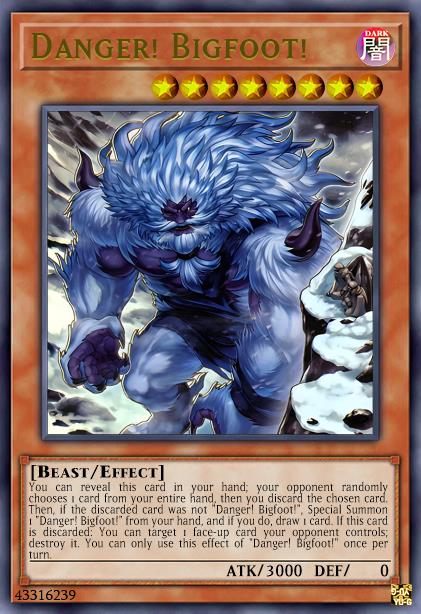 DANGER! BIGFOOT!
DARK
闇
[BEAST/EFFECT]
You can reveal this card in your hand; your opponent randomly
chooses 1 card from your entire hand, then you discard the chosen card.
Then, if the discarded card was not "Danger! Bigfoot!", Special Summon
1 "Danger! Bigfoot!" from your hand, and if you do, draw 1 card. If this card
is discarded: You can target 1 face-up card your opponent controls;
destroy it. You can only use this effect of "Danger! Bigfoot!" once per
turn.
ATK/3000 DEF/ 0
43316239